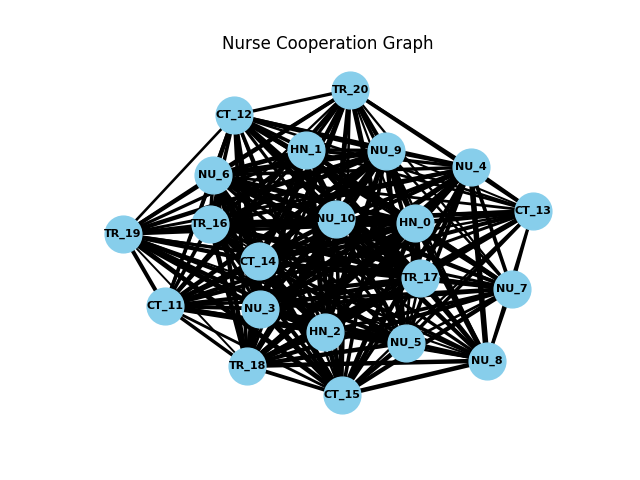 Nurse Cooperation Graph
TR_20
CT_12
HN_1
NU_9
NU_4
NU_6
CT_13
NU_10
HN_0
TR_16
TR_19
CT_14
TR_17
NU_7
CT_11
NU_3
HN_2
NU_5
NU_8
TR_18
CT_15